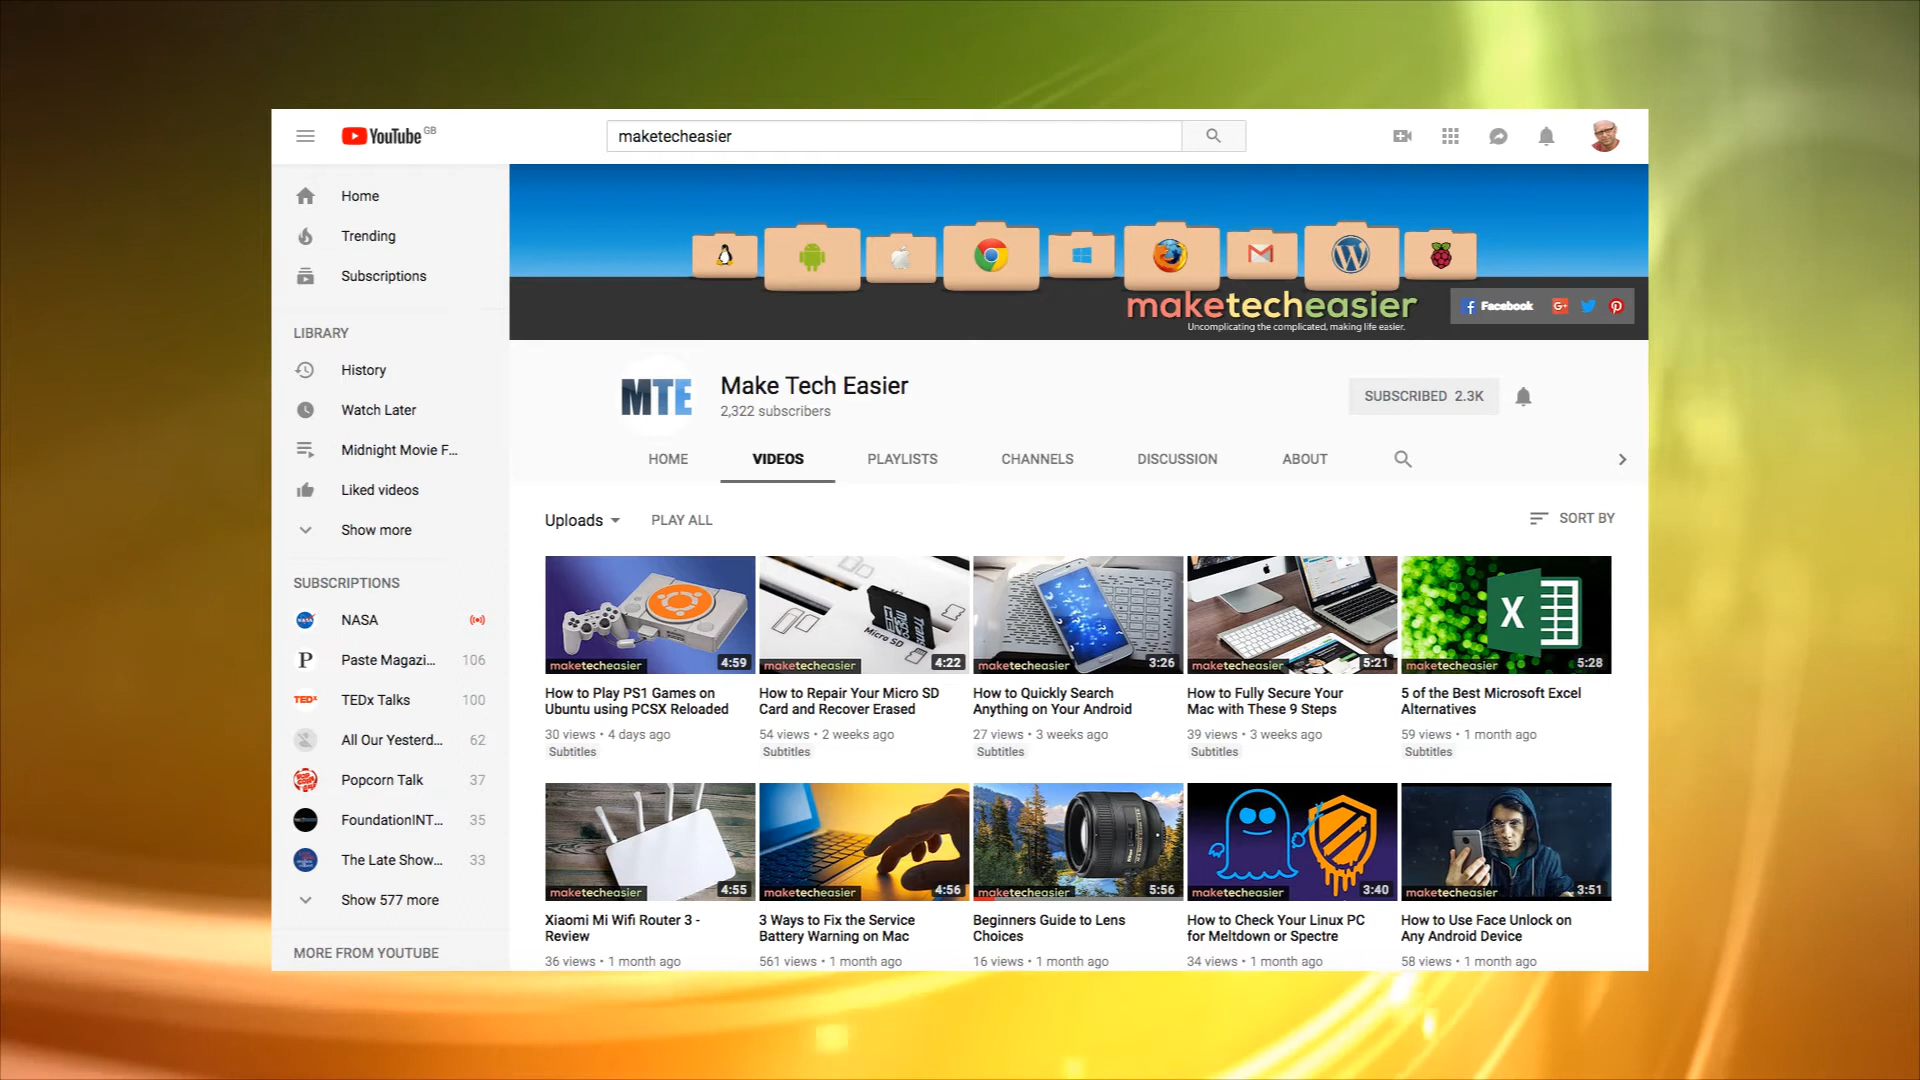 YouTube GB
maketecheasier
Home
Trending
Subscriptions
LIBRARY
History
Watch Later
Midnight Movie F...
Liked videos
Show more
SUBSCRIPTIONS
NASA
Paste Magazi... 106
TEDx Talks 100
All Our Yesterd... 62
Popcorn Talk 37
FoundationINT... 35
The Late Show... 33
Show 577 more
MORE FROM YOUTUBE
maketecheasier
Uncomplicating the complicated, making life easier.
Facebook
MTE
Make Tech Easier
2,322 subscribers
SUBSCRIBED 2.3K
HOME VIDEOS PLAYLISTS CHANNELS DISCUSSION ABOUT
Uploads PLAY ALL
SORT BY
maketecheasier 4:59
How to Play PS1 Games on
Ubuntu using PCSX Reloaded
30 views • 4 days ago
Subtitles
Micro SD
maketecheasier 4:22
How to Repair Your Micro SD
Card and Recover Erased
54 views • 2 weeks ago
Subtitles
maketecheasier 3:26
How to Quickly Search
Anything on Your Android
27 views • 3 weeks ago
Subtitles
maketecheasier 5:21
How to Fully Secure Your
Mac with These 9 Steps
39 views • 3 weeks ago
Subtitles
X
maketecheasier 5:28
5 of the Best Microsoft Excel
Alternatives
59 views • 1 month ago
Subtitles
maketecheasier 4:55
Xiaomi Mi Wifi Router 3 -
Review
36 views • 1 month ago
maketecheasier 4:56
3 Ways to Fix the Service
Battery Warning on Mac
561 views • 1 month ago
maketecheasier 5:56
Beginners Guide to Lens
Choices
16 views • 1 month ago
maketecheasier 3:40
How to Check Your Linux PC
for Meltdown or Spectre
34 views • 1 month ago
maketecheasier 3:51
How to Use Face Unlock on
Any Android Device
58 views • 1 month ago